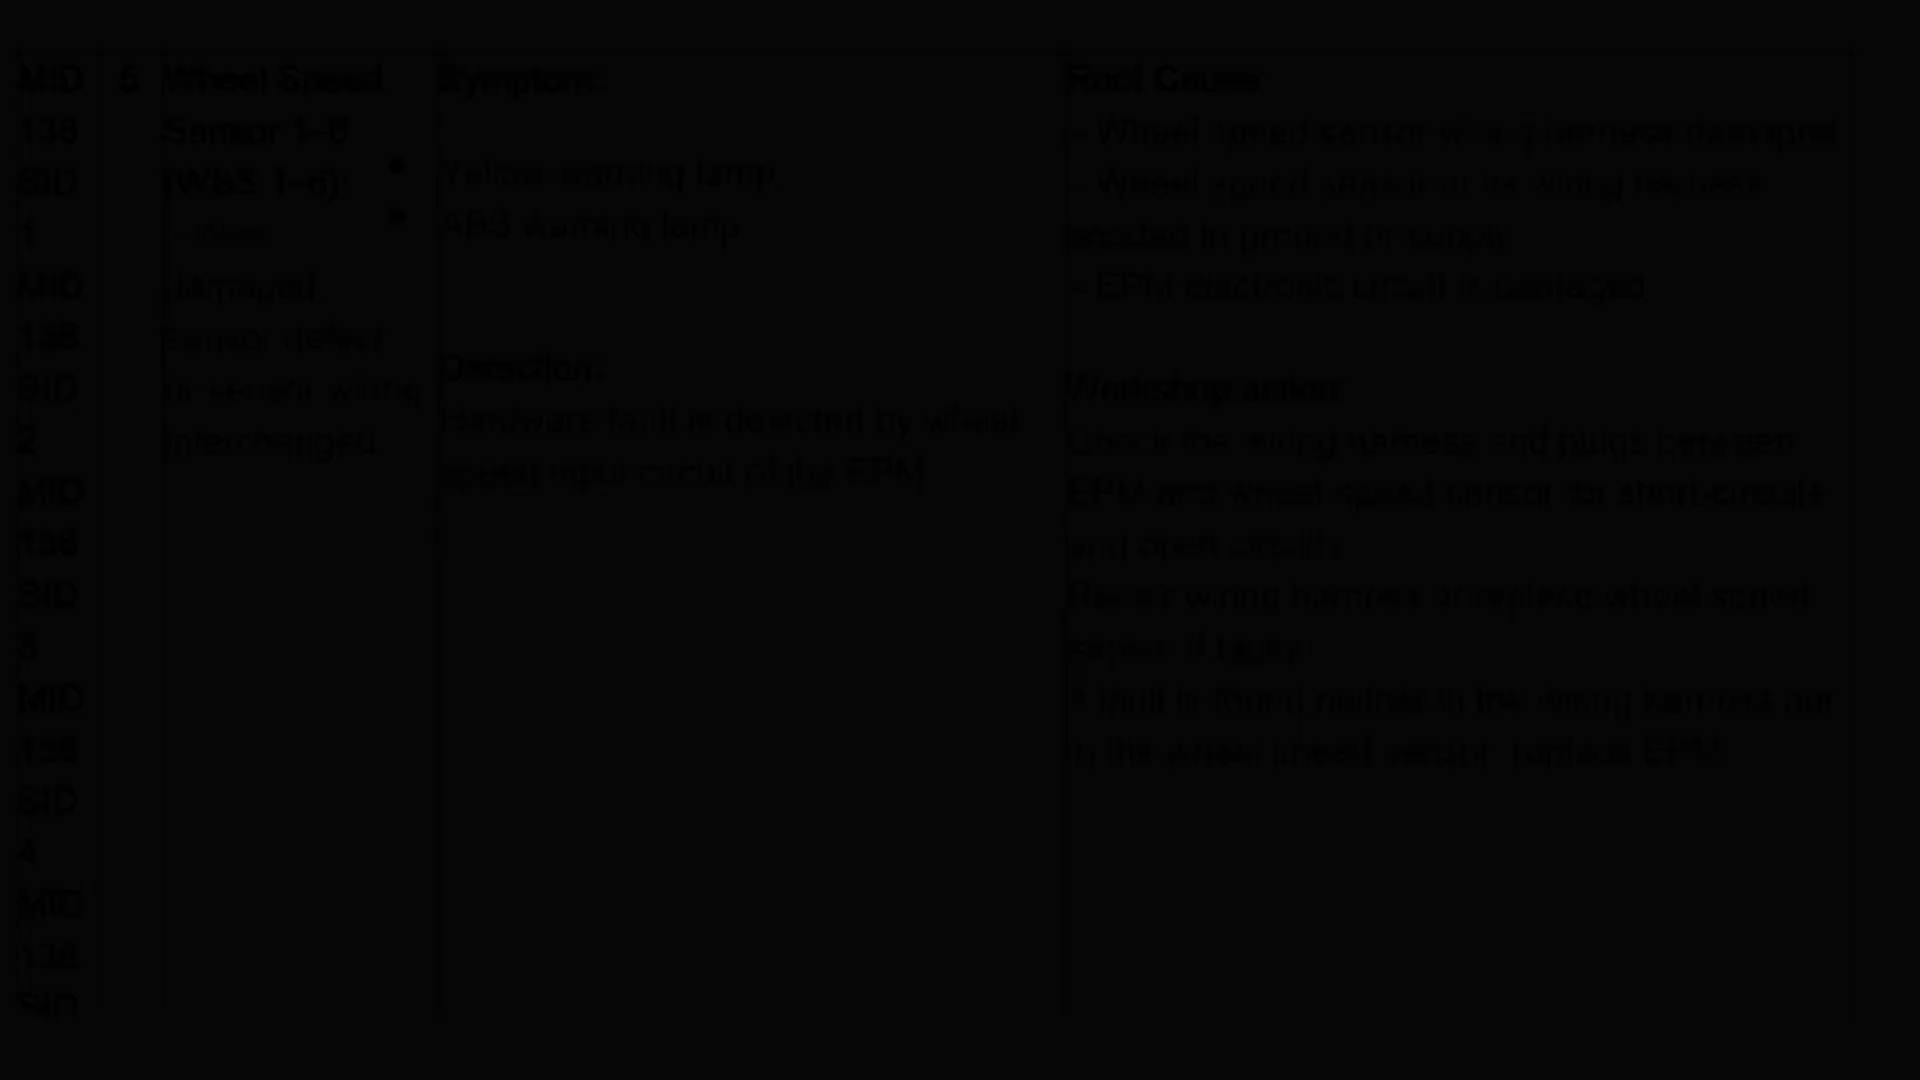 MID
136
SID
1
MID
136
SID
2
MID
136
SID
3
MID
136
SID
4
MID
136
SID
5
Wheel Speed
Sensor 1–6
(WSS 1–6):
damaged
Sensor defect
or sensor wiring
interchanged
Symptom:
Yellow warning lamp
ABS warning lamp
Detection:
Hardware fault is detected by wheel
speed input circuit of the EPM
Root Cause
– Wheel speed sensor wiring harness damaged
– Wheel speed sensor or its wiring harness
shorted to ground or supply
– EPM electronic circuit is damaged
Workshop action
Check the wiring harness and plugs between
EPM and wheel speed sensor for short-circuits
and open circuits
Repair wiring harness or replace wheel speed
sensor if faulty
If fault is found neither in the wiring harness nor
in the wheel speed sensor, replace EPM